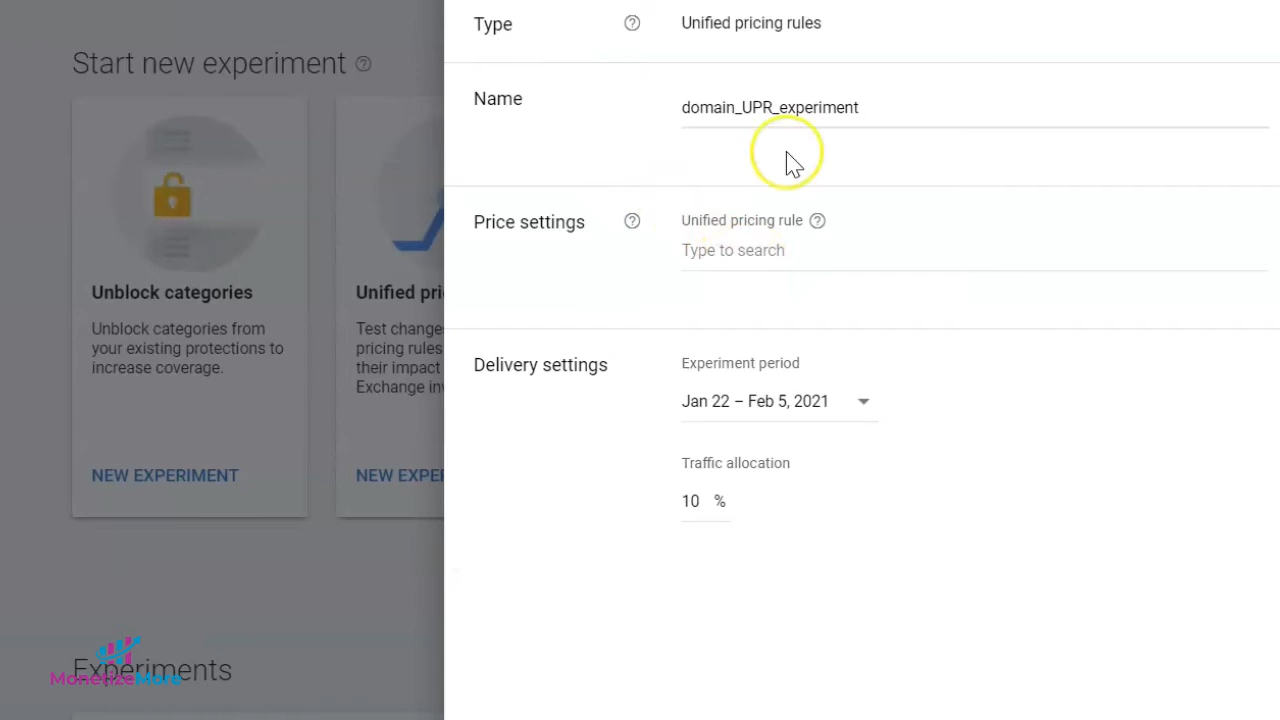 Start new experiment
Unblock categories
Unblock categories from
your existing protections to
increase coverage.
NEW EXPERIMENT
Unified pri
Test changes
pricing rules
their impact
Exchange inv
NEW EXPE
Experiments
MonetizeMore
Type
Unified pricing rules
Name
domain_UPR_experiment
Price settings
Unified pricing rule
Type to search
Delivery settings
Experiment period
Jan 22 – Feb 5, 2021
Traffic allocation
10 %